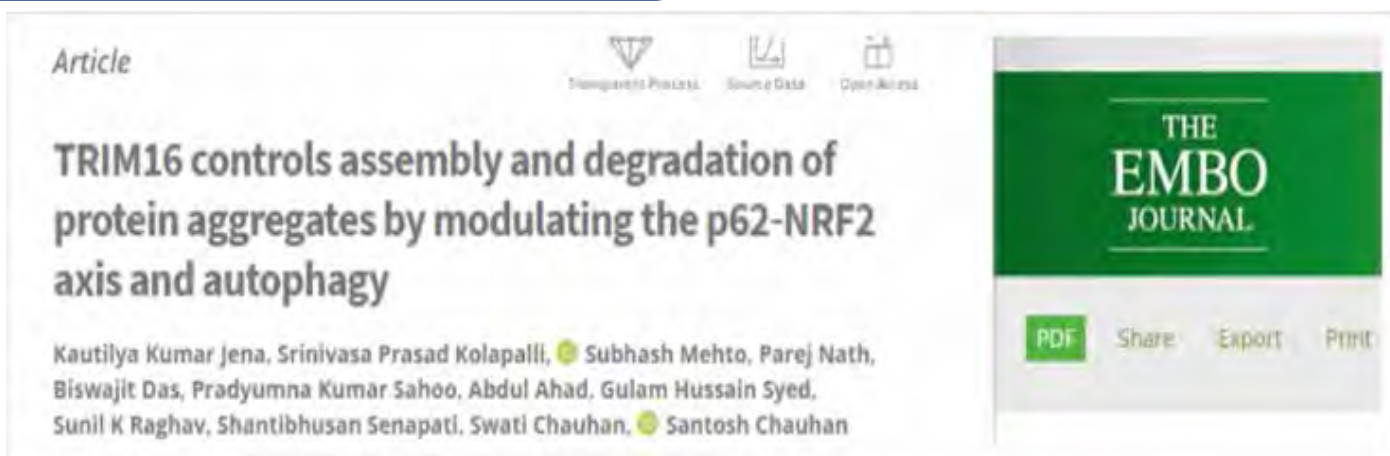 Article
Transparent Process
Source Data
Open Access
TRIM16 controls assembly and degradation of
protein aggregates by modulating the p62-NRF2
axis and autophagy
Kautilya Kumar Jena, Srinivasa Prasad Kolapalli, Subhash Mehto, Parej Nath,
Biswajit Das, Pradyumna Kumar Sahoo, Abdul Ahad, Gulam Hussain Syed,
Sunil K Raghav, Shantibhusan Senapati, Swati Chauhan, Santosh Chauhan
THE
EMBO
JOURNAL
PDF Share Export Print